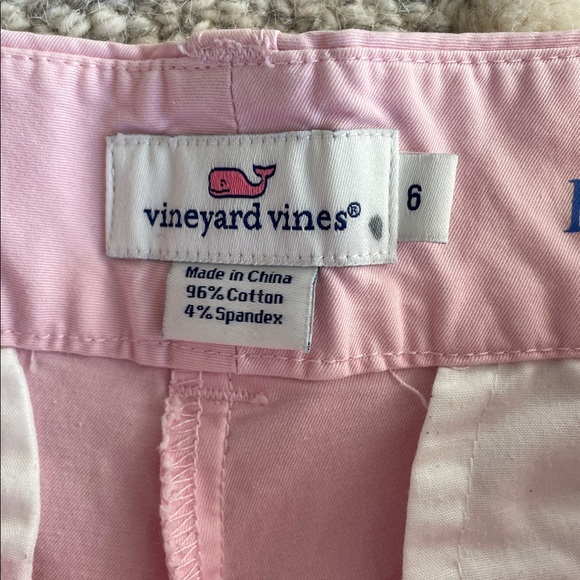 vineyard vines®
6
Made in China
96% Cotton
4% Spandex